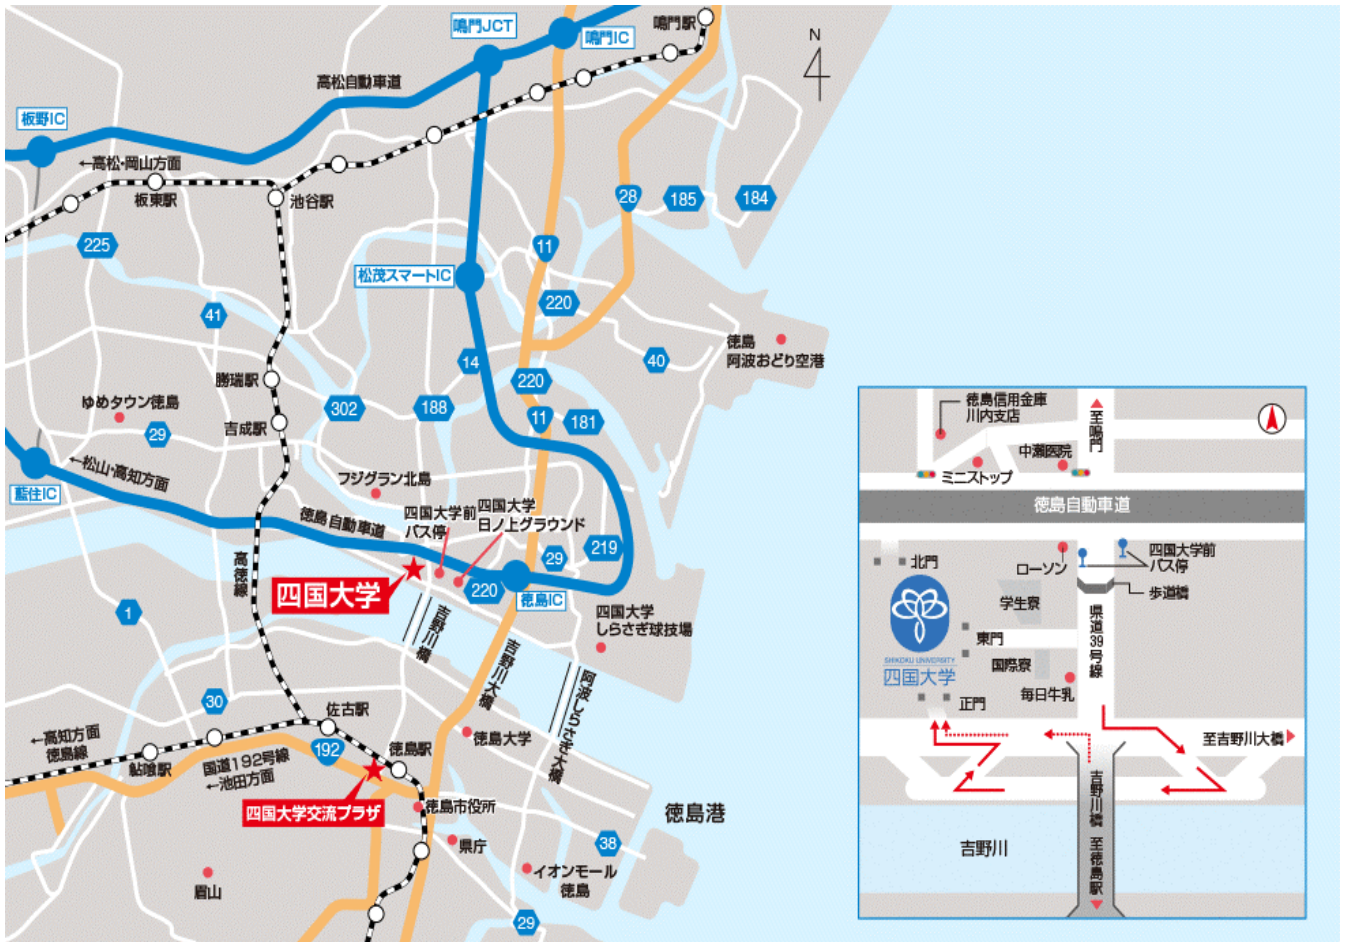 鳴門JCT
鳴門駅
鳴門IC
N
高松自動車道
板野IC
←高松・岡山方面
板東駅
池谷駅
28
185
184
225
11
松茂スマートIC
220
41
徳島
阿波おどり空港
14
40
勝瑞駅
220
ゆめタウン徳島
302
188
11
181
29
吉成駅
←松山・高知方面
藍住IC
フジグラン北島
徳島自動車道
四国大学前
バス停
四国大学
日ノ上グラウンド
高徳線
29
219
四国大学
220
徳島IC
1
吉野川橋
吉野川大橋
四国大学
しらさぎ球技場
阿波しらさぎ大橋
30
佐古駅
←高知方面
徳島線
192
徳島駅
徳島大学
鮎喰駅
国道192号線
←池田方面
四国大学交流プラザ
徳島市役所
徳島港
県庁
38
イオンモール
徳島
眉山
29
徳島信用金庫
川内支店
至鳴門
中瀬医院
ミニストップ
徳島自動車道
北門
ローソン
四国大学前
バス停
歩道橋
学生寮
県道39号線
東門
SHIKOKU UNIVERSITY
四国大学
国際寮
毎日牛乳
正門
至吉野川大橋
吉野川橋
至徳島駅
吉野川